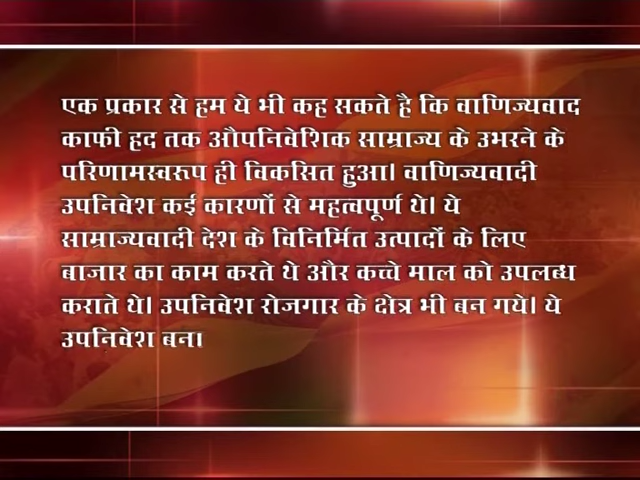 एक प्रकार से हम ये भी कह सकते है कि वाणिज्यवाद
काफी हद तक औपनिवेशिक साम्राज्य के उभरने के
परिणामस्वरूप ही विकसित हुआ। वाणिज्यवादी
उपनिवेश कई कारणों से महत्वपूर्ण थे। ये
साम्राज्यवादी देश के विनिर्मित उत्पादों के लिए
बाजार का काम करते थे और कच्चे माल को उपलब्ध
कराते थे। उपनिवेश रोजगार के क्षेत्र भी बन गये। ये
उपनिवेश बन।